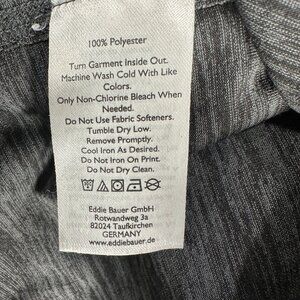 100% Polyester
Turn Garment Inside Out.
Machine Wash Cold With Like
Colors.
Only Non-Chlorine Bleach When
Needed.
Do Not Use Fabric Softeners.
Tumble Dry Low.
Remove Promptly.
Cool Iron As Desired.
Do Not Iron On Print.
Do Not Dry Clean.
Eddie Bauer GmbH
Rotwandweg 3a
82024 Taufkirchen
GERMANY
www.eddiebauer.de